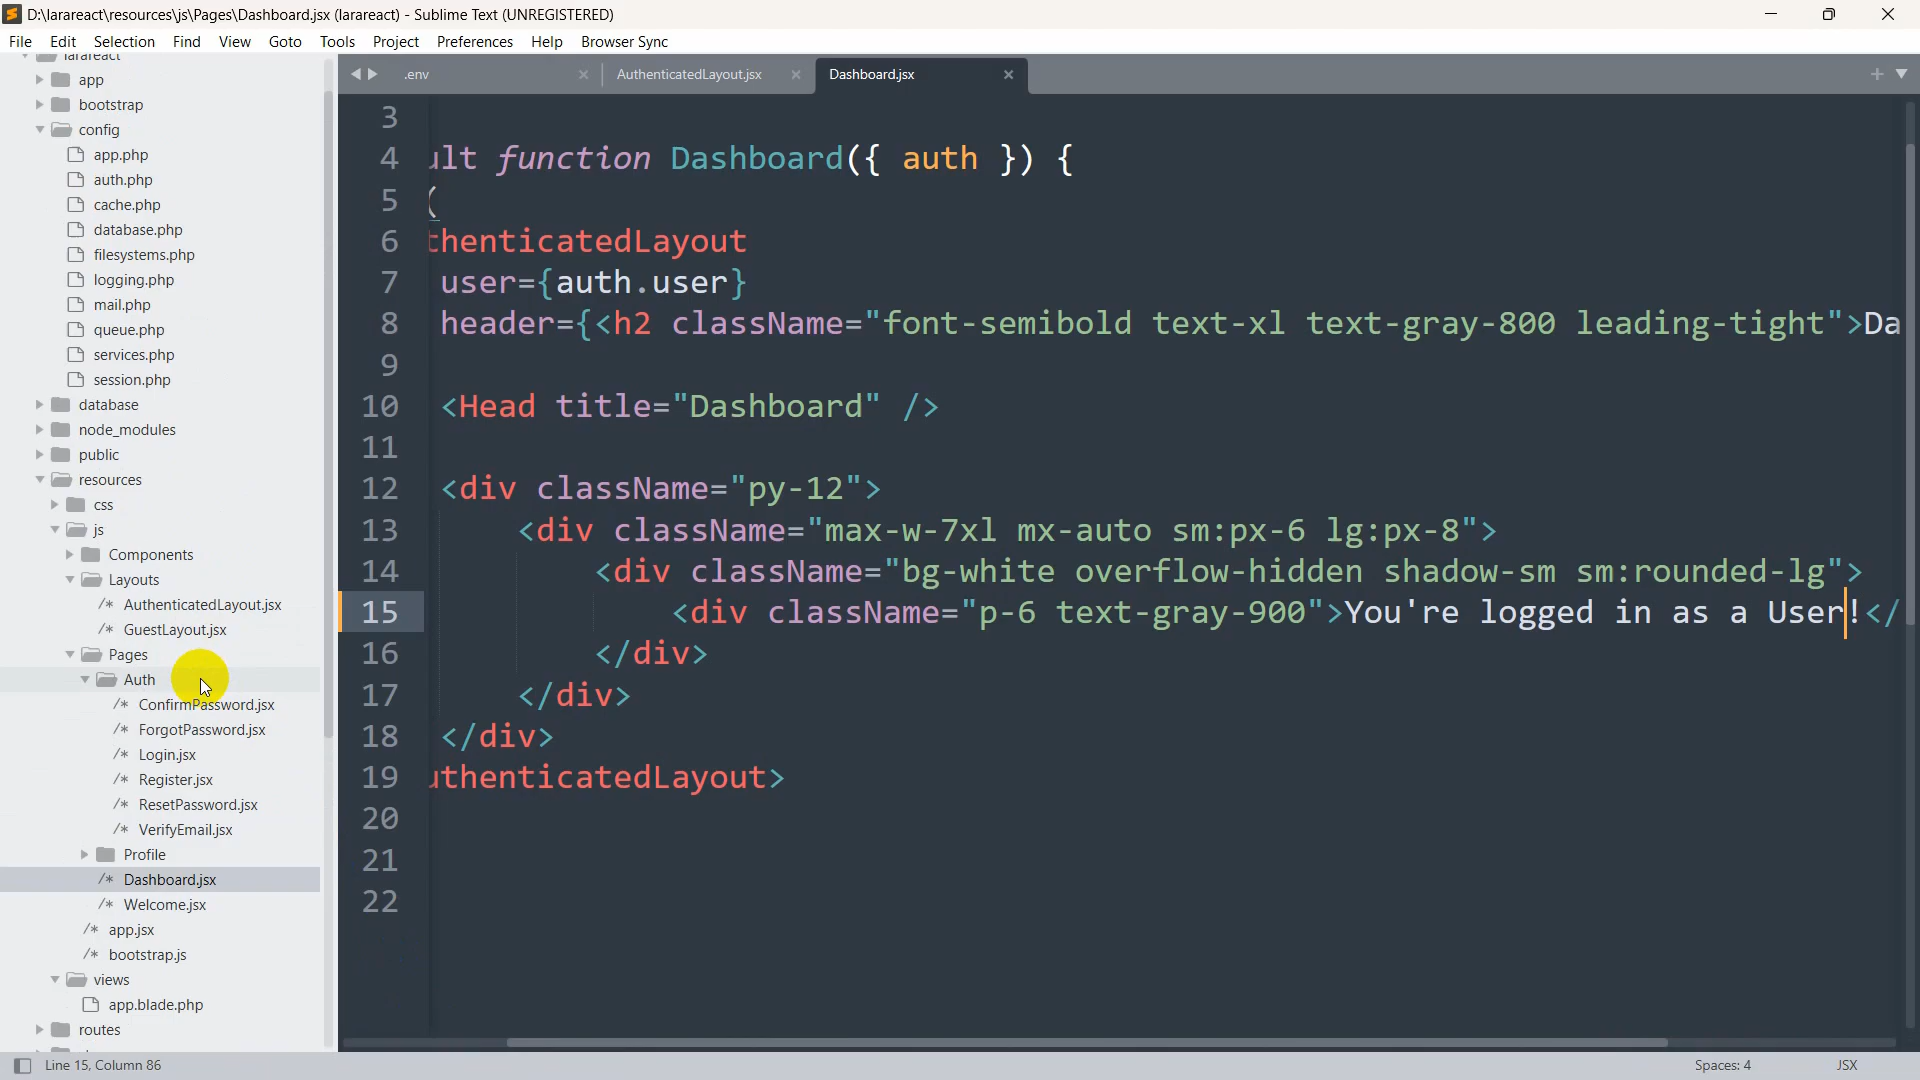 D:\larareact\resources\js\Pages\Dashboard.jsx (larareact) - Sublime Text (UNREGISTERED)
File Edit Selection Find View Goto Tools Project Preferences Help Browser Sync
larareact
app
bootstrap
config
app.php
auth.php
cache.php
database.php
filesystems.php
logging.php
mail.php
queue.php
services.php
session.php
database
node_modules
public
resources
css
js
Components
Layouts
/* AuthenticatedLayout.jsx
/* GuestLayout.jsx
Pages
Auth
/* ConfirmPassword.jsx
/* ForgotPassword.jsx
/* Login.jsx
/* Register.jsx
/* ResetPassword.jsx
/* VerifyEmail.jsx
Profile
/* Dashboard.jsx
/* Welcome.jsx
/* app.jsx
/* bootstrap.js
views
app.blade.php
routes
.env AuthenticatedLayout.jsx Dashboard.jsx
3
4 ult function Dashboard({ auth }) {
5 (
6 thenticatedLayout
7 user={auth.user}
8 header={<h2 className="font-semibold text-xl text-gray-800 leading-tight">Da
9
10 <Head title="Dashboard" />
11
12 <div className="py-12">
13 <div className="max-w-7xl mx-auto sm:px-6 lg:px-8">
14 <div className="bg-white overflow-hidden shadow-sm sm:rounded-lg">
15 <div className="p-6 text-gray-900">You're logged in as a User!</
16 </div>
17 </div>
18 </div>
19 uthenticatedLayout>
20
21
22
Line 15, Column 86 Spaces: 4 JSX